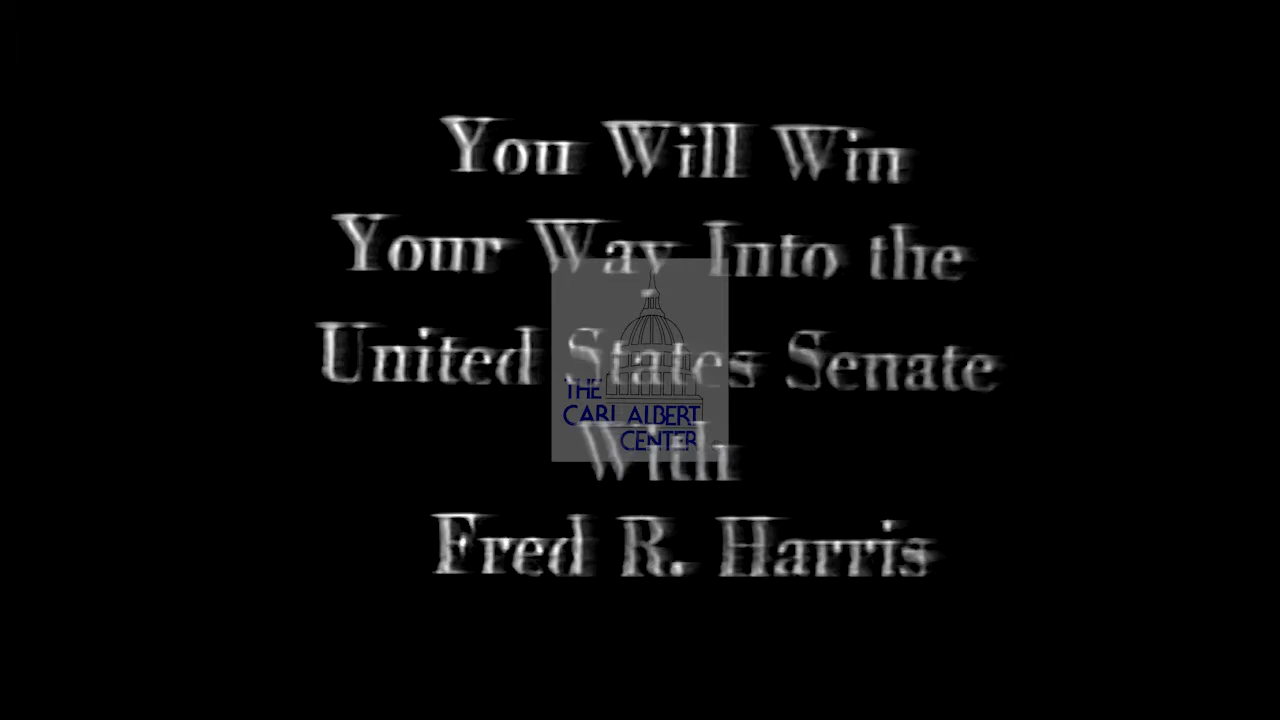 You Will Win
Your Way Into the
United States Senate
With
Fred R. Harris
THE
CARL ALBERT
CENTER